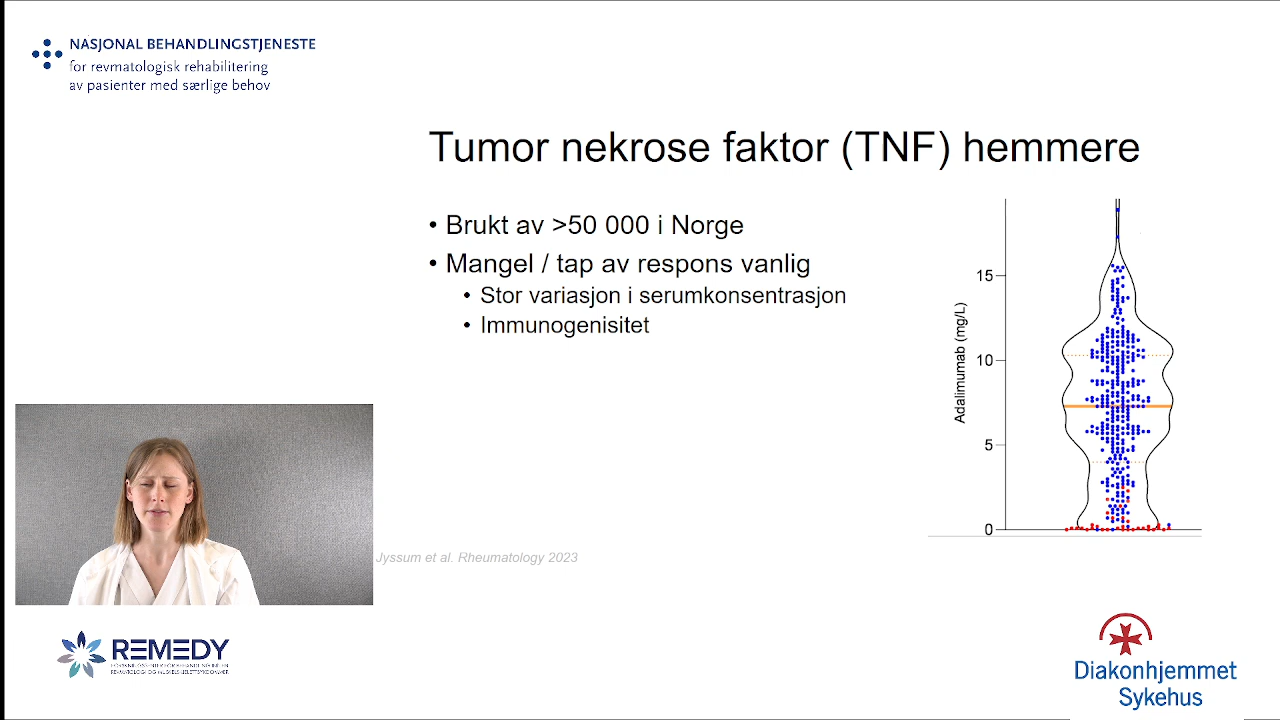 NASJONAL BEHANDLINGSTJENESTE
for revmatologisk rehabilitering
av pasienter med særlige behov
Tumor nekrose faktor (TNF) hemmere
• Brukt av >50 000 i Norge
• Mangel / tap av respons vanlig
• Stor variasjon i serumkonsentrasjon
• Immunogenisitet
Adalimumab (mg/L)
15
10
5
0
Jyssum et al. Rheumatology 2023
REMEDY
Diakonhjemmet
Sykehus